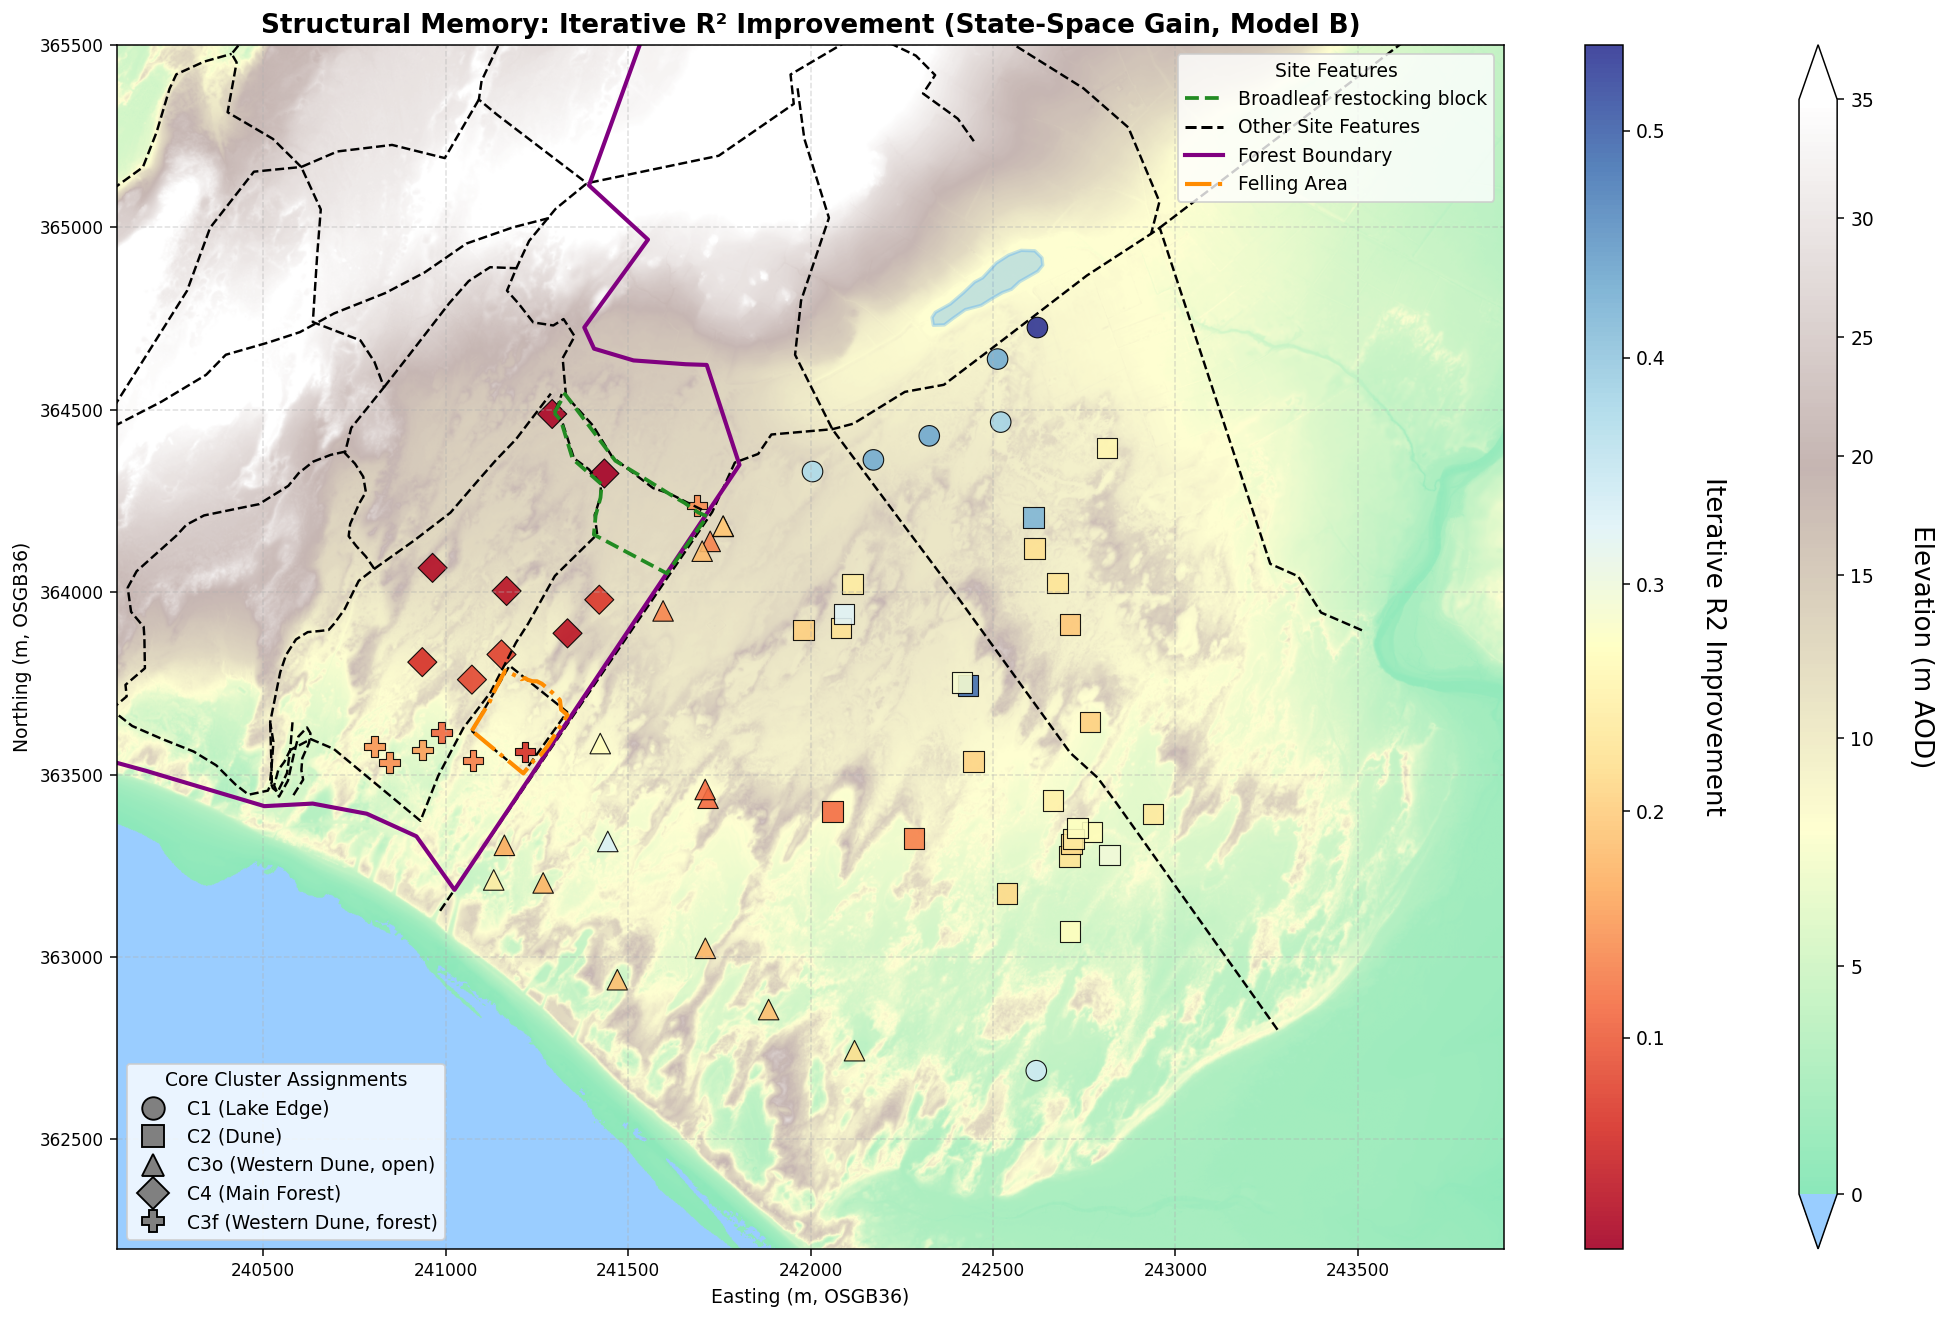 Structural Memory: Iterative R² Improvement (State-Space Gain, Model B)
365500
365000
364500
364000
363500
363000
362500
Northing (m, OSGB36)
240500
241000
241500
242000
242500
243000
243500
Easting (m, OSGB36)
Site Features
Broadleaf restocking block
Other Site Features
Forest Boundary
Felling Area
Core Cluster Assignments
C1 (Lake Edge)
C2 (Dune)
C3o (Western Dune, open)
C4 (Main Forest)
C3f (Western Dune, forest)
0.5
0.4
0.3
0.2
0.1
Iterative R2 Improvement
35
30
25
20
15
10
5
0
Elevation (m AOD)